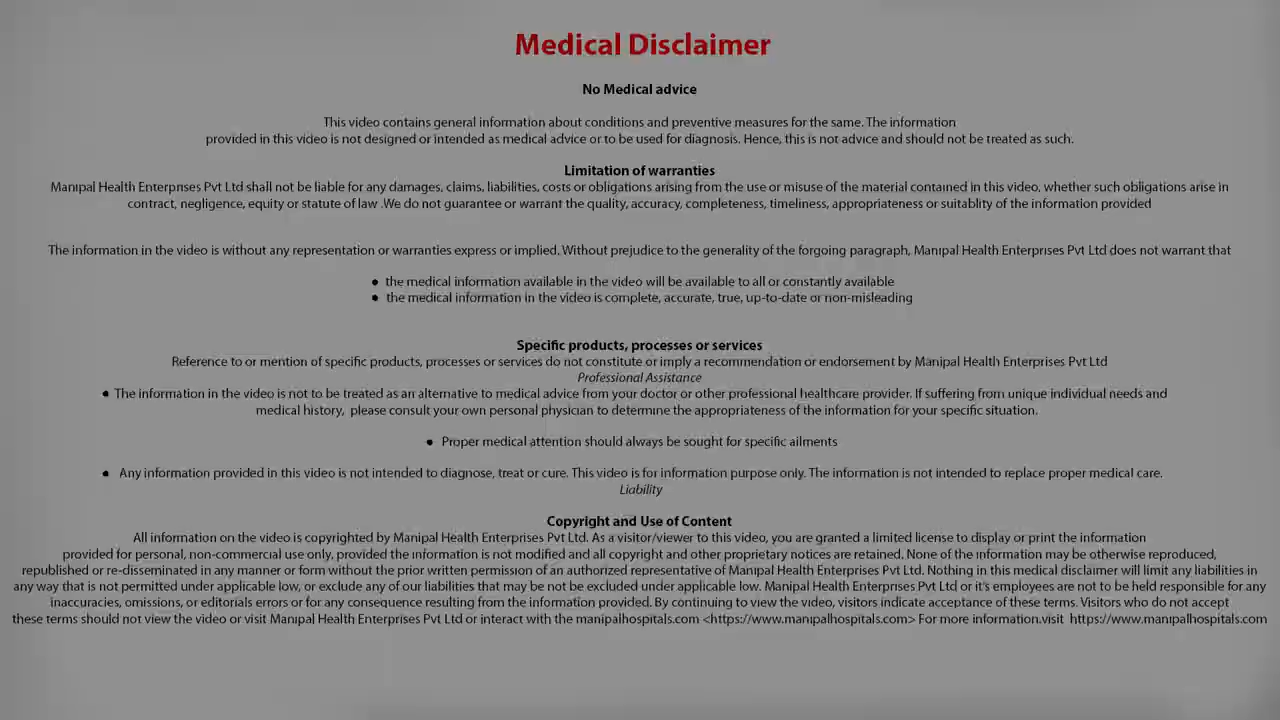 Medical Disclaimer
No Medical advice
This video contains general information about conditions and preventive measures for the same. The information
provided in this video is not designed or intended as medical advice or to be used for diagnosis. Hence, this is not advice and should not be treated as such.
Limitation of warranties
Manipal Health Enterprises Pvt Ltd shall not be liable for any damages, claims, liabilities, costs or obligations arising from the use or misuse of the material contained in this video, whether such obligations arise in
contract, negligence, equity or statute of law .We do not guarantee or warrant the quality, accuracy, completeness, timeliness, appropriateness or suitablity of the information provided
The information in the video is without any representation or warranties express or implied. Without prejudice to the generality of the forgoing paragraph, Manipal Health Enterprises Pvt Ltd does not warrant that
● the medical information available in the video will be available to all or constantly available
● the medical information in the video is complete, accurate, true, up-to-date or non-misleading
Specific products, processes or services
Reference to or mention of specific products, processes or services do not constitute or imply a recommendation or endorsement by Manipal Health Enterprises Pvt Ltd
Professional Assistance
● The information in the video is not to be treated as an alternative to medical advice from your doctor or other professional healthcare provider. If suffering from unique individual needs and
medical history, please consult your own personal physician to determine the appropriateness of the information for your specific situation.
● Proper medical attention should always be sought for specific ailments
● Any information provided in this video is not intended to diagnose, treat or cure. This video is for information purpose only. The information is not intended to replace proper medical care.
Liability
Copyright and Use of Content
All information on the video is copyrighted by Manipal Health Enterprises Pvt Ltd. As a visitor/viewer to this video, you are granted a limited license to display or print the information
provided for personal, non-commercial use only, provided the information is not modified and all copyright and other proprietary notices are retained. None of the information may be otherwise reproduced,
republished or re-disseminated in any manner or form without the prior written permission of an authorized representative of Manipal Health Enterprises Pvt Ltd. Nothing in this medical disclaimer will limit any liabilities in
any way that is not permitted under applicable low, or exclude any of our liabilities that may be not be excluded under applicable low. Manipal Health Enterprises Pvt Ltd or it's employees are not to be held responsible for any
inaccuracies, omissions, or editorials errors or for any consequence resulting from the information provided. By continuing to view the video, visitors indicate acceptance of these terms. Visitors who do not accept
these terms should not view the video or visit Manipal Health Enterprises Pvt Ltd or interact with the manipalhospitals.com <https://www.manipalhospitals.com> For more information.visit https://www.manipalhospitals.com